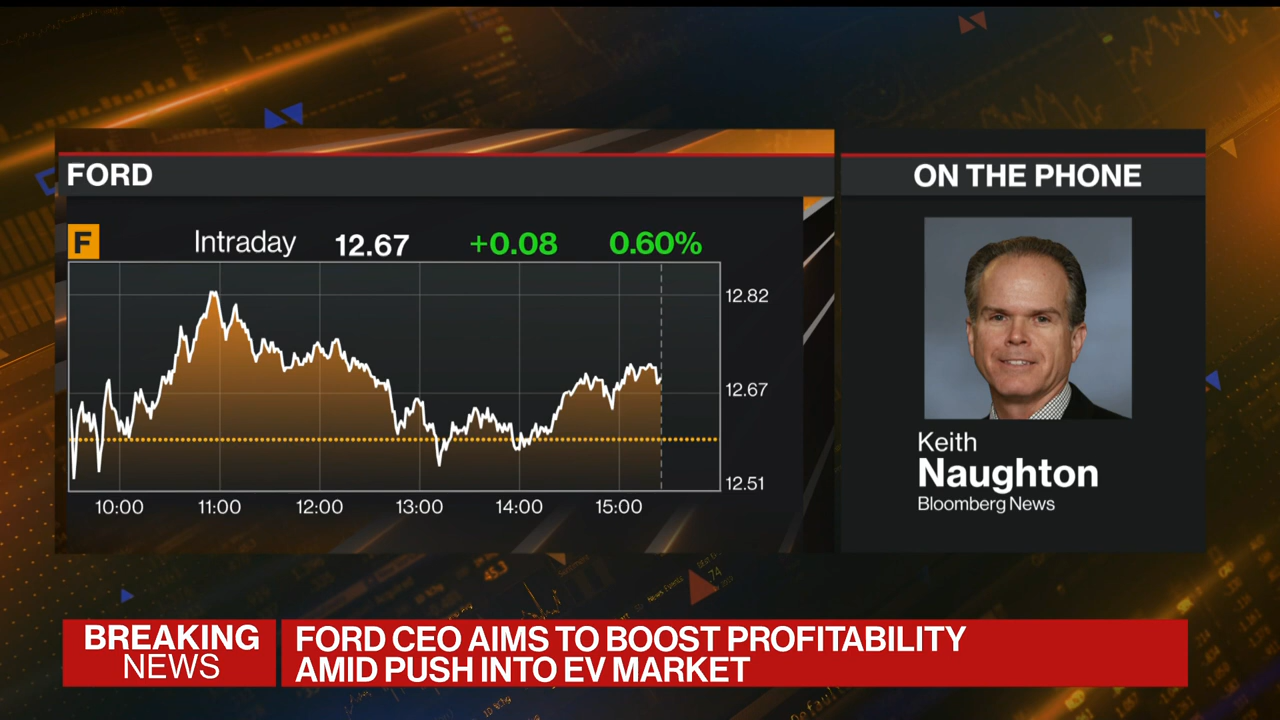 FORD
F Intraday 12.67 +0.08 0.60%
12.82
12.67
12.51
10:00 11:00 12:00 13:00 14:00 15:00
ON THE PHONE
Keith
Naughton
Bloomberg News
BREAKING
NEWS
FORD CEO AIMS TO BOOST PROFITABILITY
AMID PUSH INTO EV MARKET